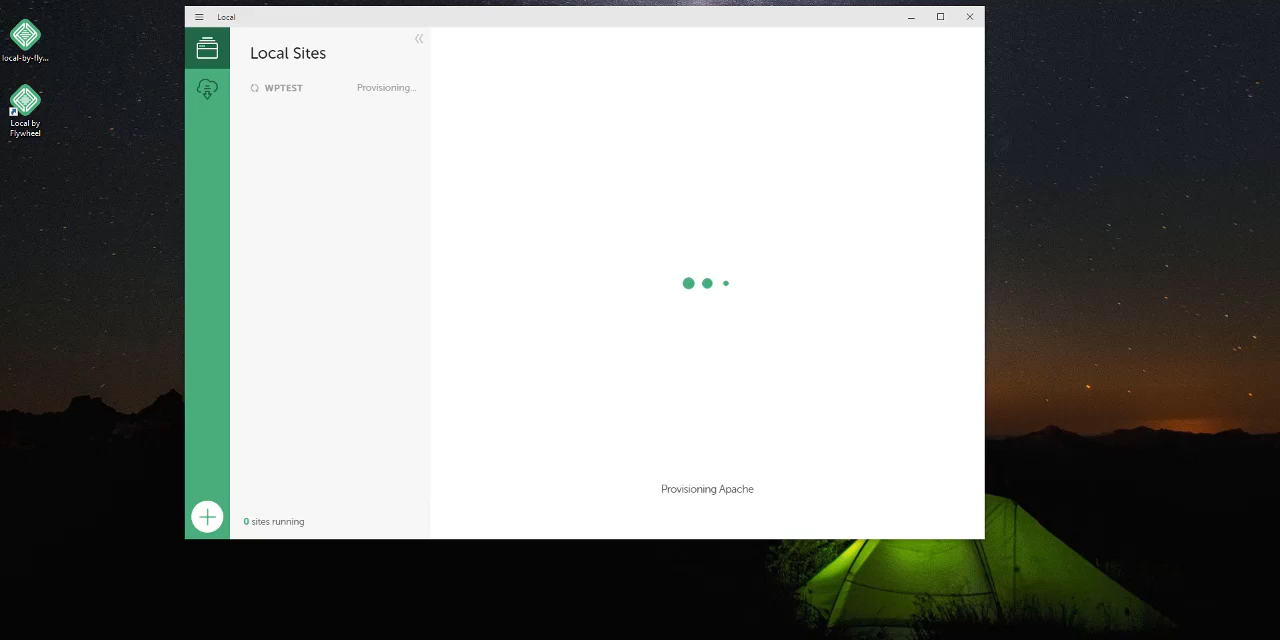 Local
local-by-fly...
Local by
Flywheel
Local Sites
WPTEST Provisioning...
Provisioning Apache
0 sites running